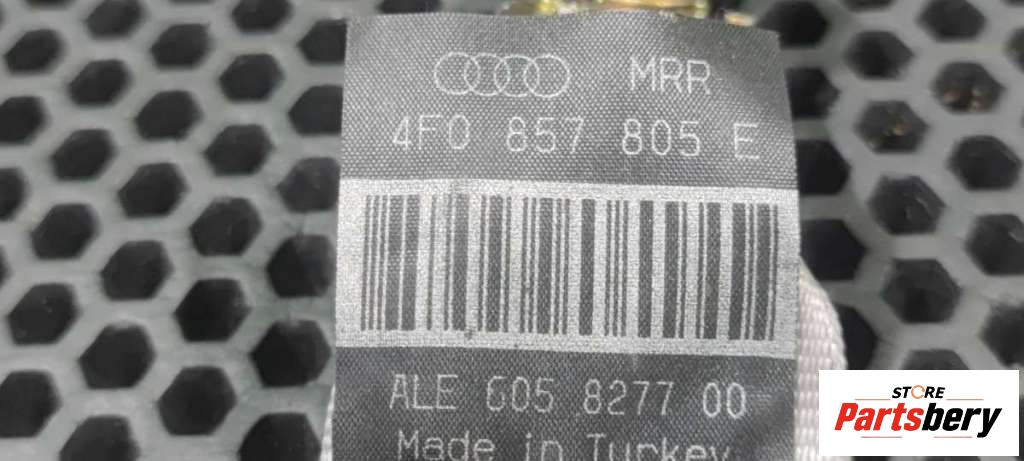 MRR
4F0 857 805 E
ALE 605 8277 00
Made in Turkey
STORE
Partsbery